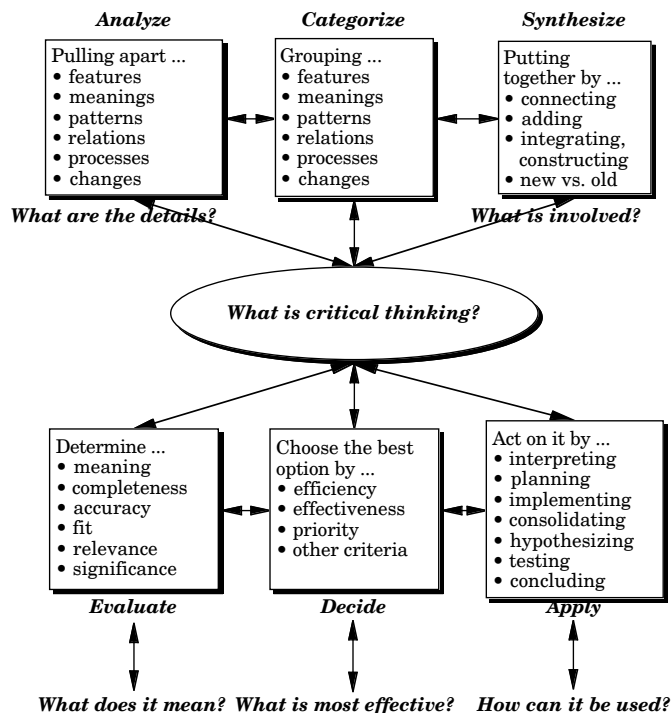 Analyze
Pulling apart ...
• features
• meanings
• patterns
• relations
• processes
• changes
What are the details?
Categorize
Grouping ...
• features
• meanings
• patterns
• relations
• processes
• changes
Synthesize
Putting
together by ...
• connecting
• adding
• integrating,
constructing
• new vs. old
What is involved?
What is critical thinking?
Determine ...
• meaning
• completeness
• accuracy
• fit
• relevance
• significance
Evaluate
What does it mean?
Choose the best
option by ...
• efficiency
• effectiveness
• priority
• other criteria
Decide
What is most effective?
Act on it by ...
• interpreting
• planning
• implementing
• consolidating
• hypothesizing
• testing
• concluding
Apply
How can it be used?